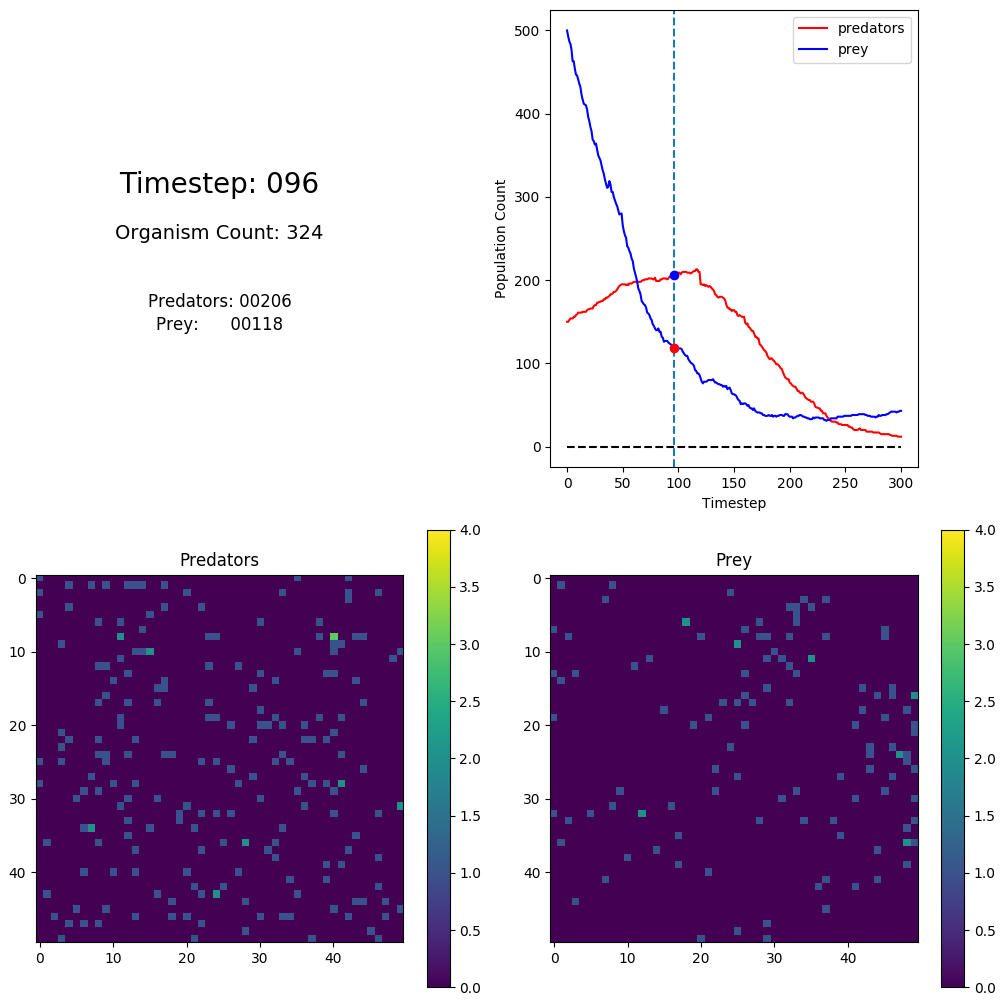 Timestep: 096
Organism Count: 324
Predators: 00206
Prey: 00118
predators
prey
500
400
300
200
100
0
Population Count
0 50 100 150 200 250 300
Timestep
Predators
0
10
20
30
40
0 10 20 30 40
4.0
3.5
3.0
2.5
2.0
1.5
1.0
0.5
0.0
Prey
0
10
20
30
40
0 10 20 30 40
4.0
3.5
3.0
2.5
2.0
1.5
1.0
0.5
0.0